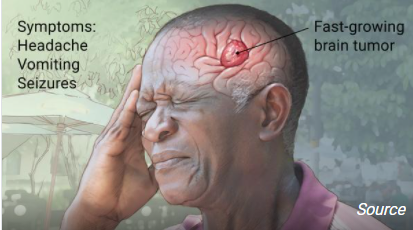 Symptoms:
Headache
Vomiting
Seizures
Fast-growing
brain tumor
Source